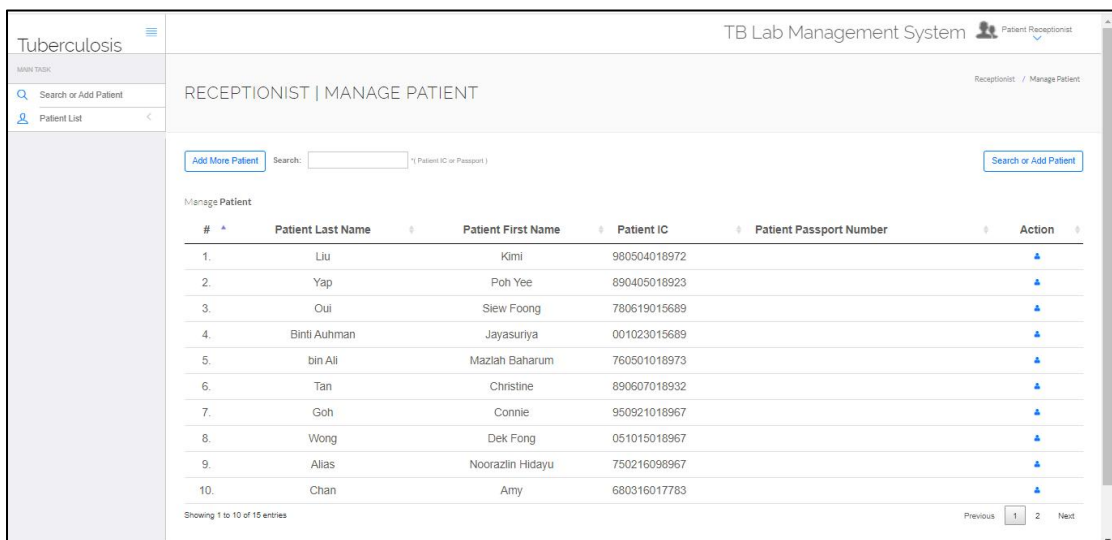 Tuberculosis
TB Lab Management System Patient Receptionist
MAIN TASK
Search or Add Patient
Patient List
RECEPTIONIST | MANAGE PATIENT
Receptionist / Manage Patient
Add More Patient Search: *( Patient IC or Passport ) Search or Add Patient
Manage Patient
# Patient Last Name Patient First Name Patient IC Patient Passport Number Action
1. Liu Kimi 980504018972
2. Yap Poh Yee 890405018923
3. Oui Siew Foong 780619015689
4. Binti Auhman Jayasuriya 001023015689
5. bin Ali Mazlah Baharum 760501018973
6. Tan Christine 890607018932
7. Goh Connie 950921018967
8. Wong Dek Fong 051015018967
9. Alias Noorazlin Hidayu 750216098967
10. Chan Amy 680316017783
Showing 1 to 10 of 15 entries Previous 1 2 Next